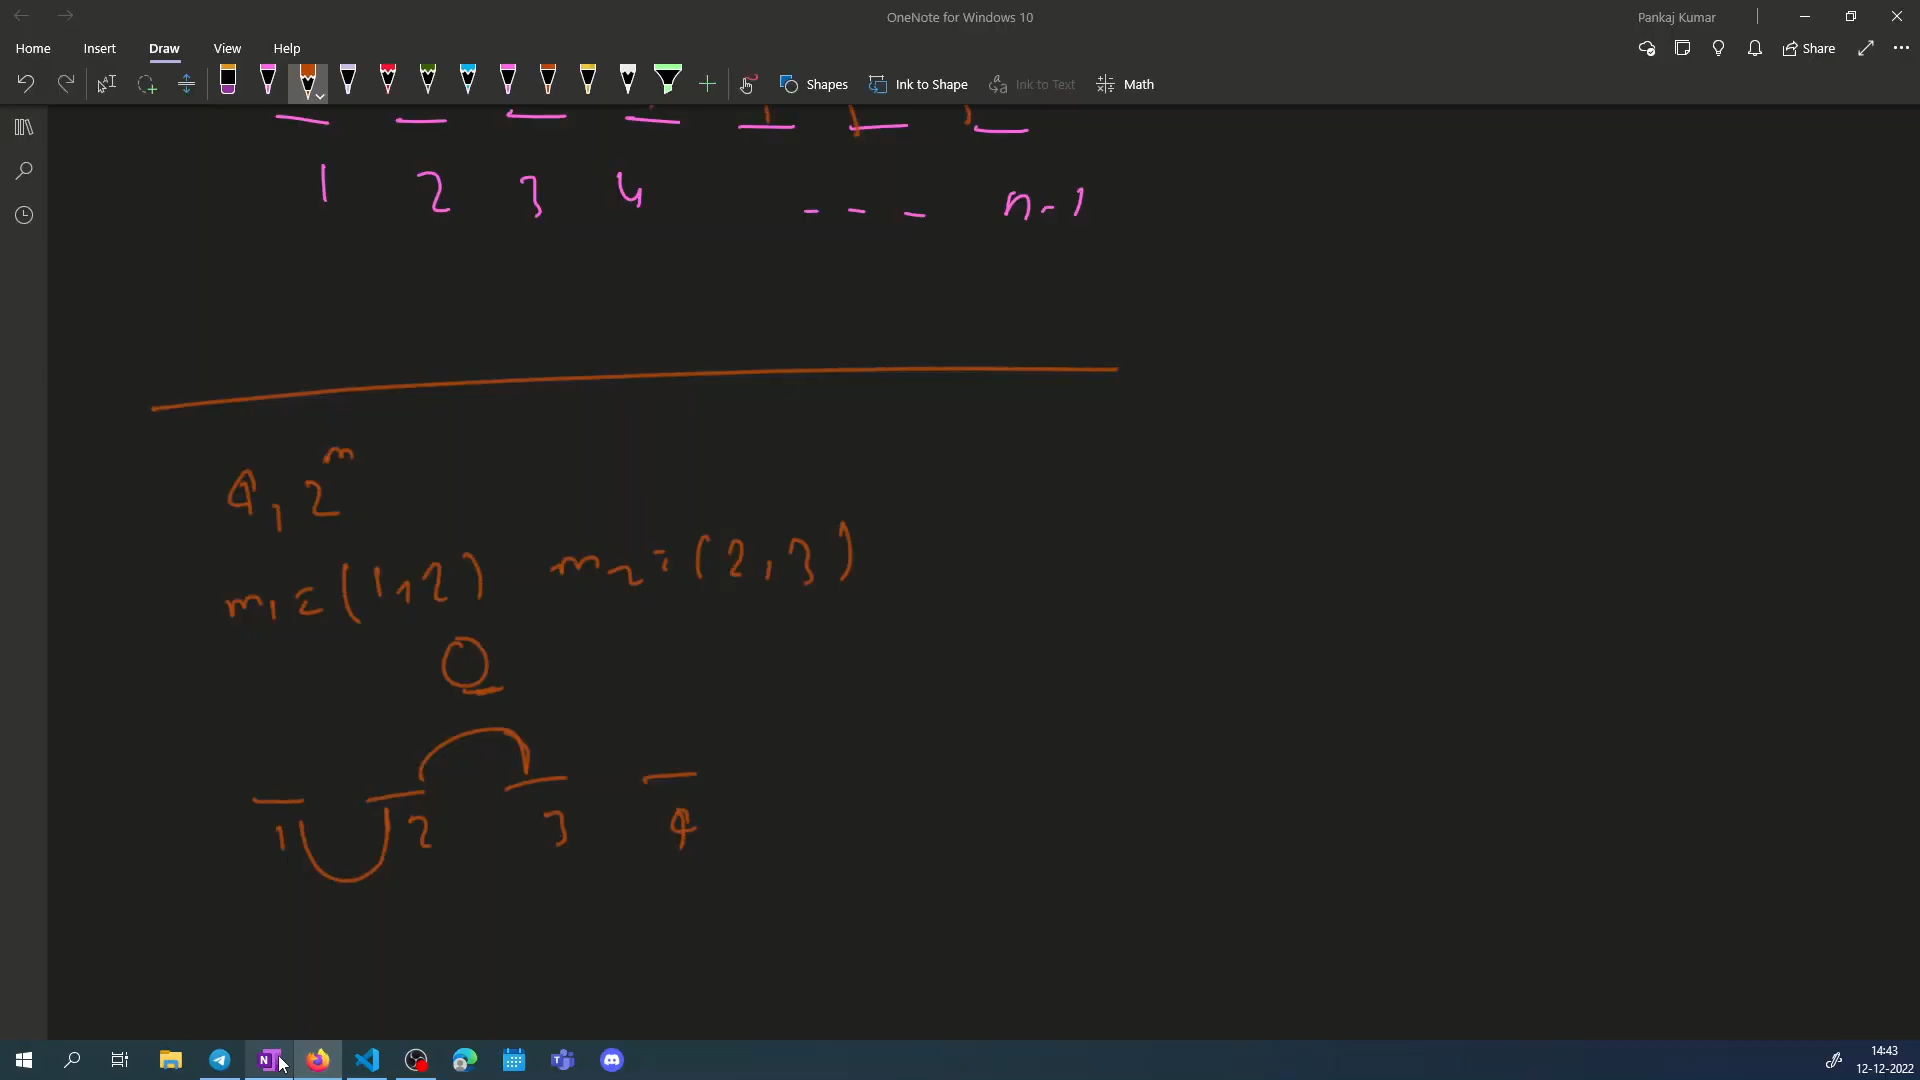 OneNote for Windows 10
Pankaj Kumar
Home Insert Draw View Help
Share
Shapes Ink to Shape Ink to Text Math
1 2 3 4 - - - n-1
4, 2 m
m1 = (1,2) m2 = (2,3)
1 2 3 4
14:43
12-12-2022